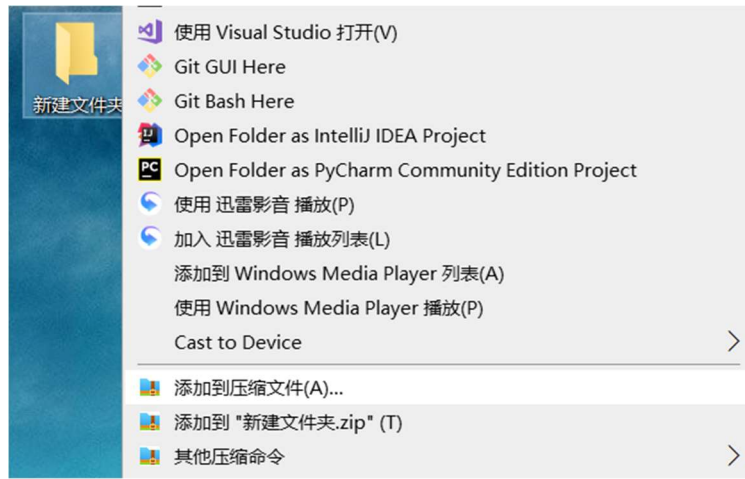 新建文件夹
使用 Visual Studio 打开(V)
Git GUI Here
Git Bash Here
Open Folder as IntelliJ IDEA Project
PC Open Folder as PyCharm Community Edition Project
使用 迅雷影音 播放(P)
加入 迅雷影音 播放列表(L)
添加到 Windows Media Player 列表(A)
使用 Windows Media Player 播放(P)
Cast to Device
添加到压缩文件(A)...
添加到 "新建文件夹.zip" (T)
其他压缩命令